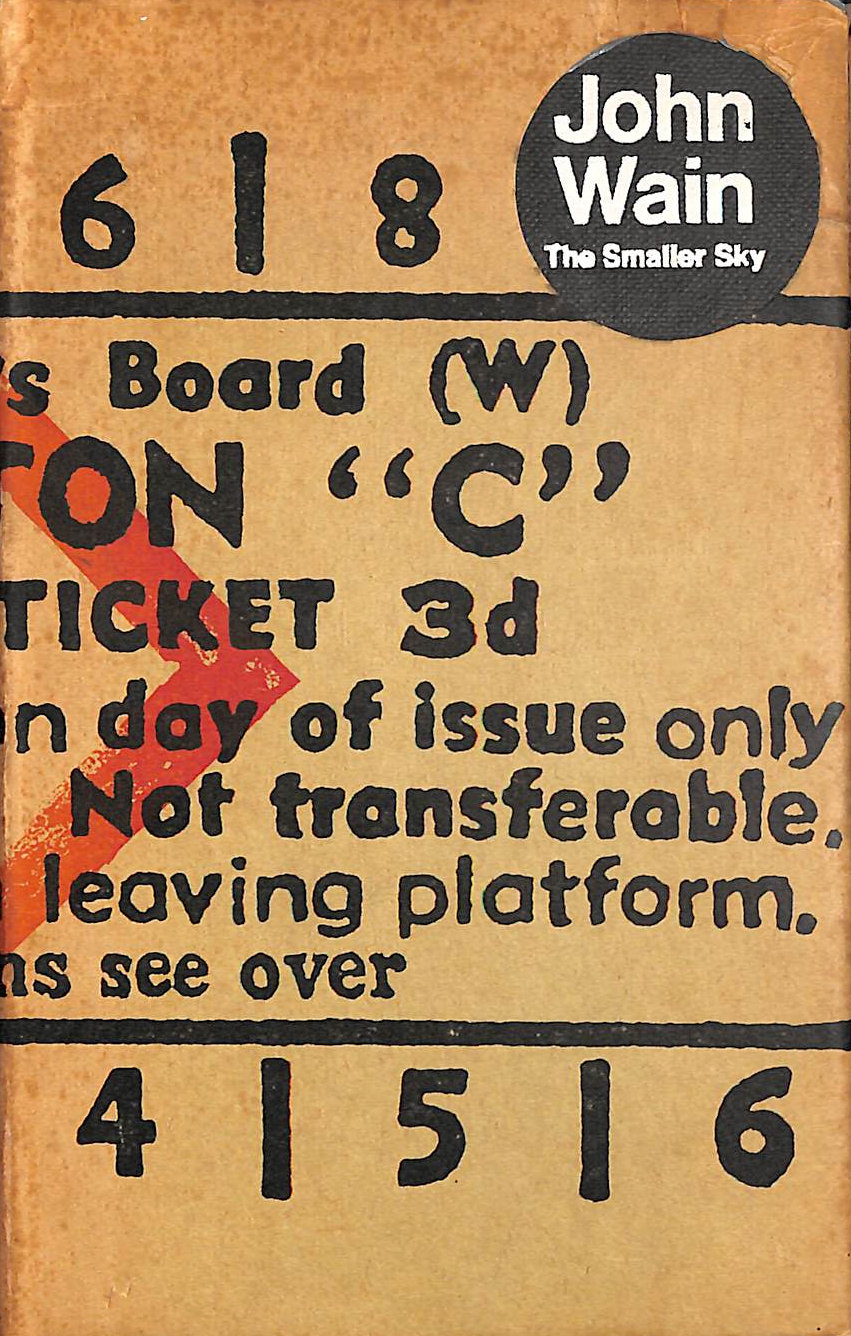 John
Wain
The Smaller Sky
6 | 8
's Board (W)
TON “C”
TICKET 3d
n day of issue only
Not transferable.
leaving platform.
ns see over
4 | 5 | 6